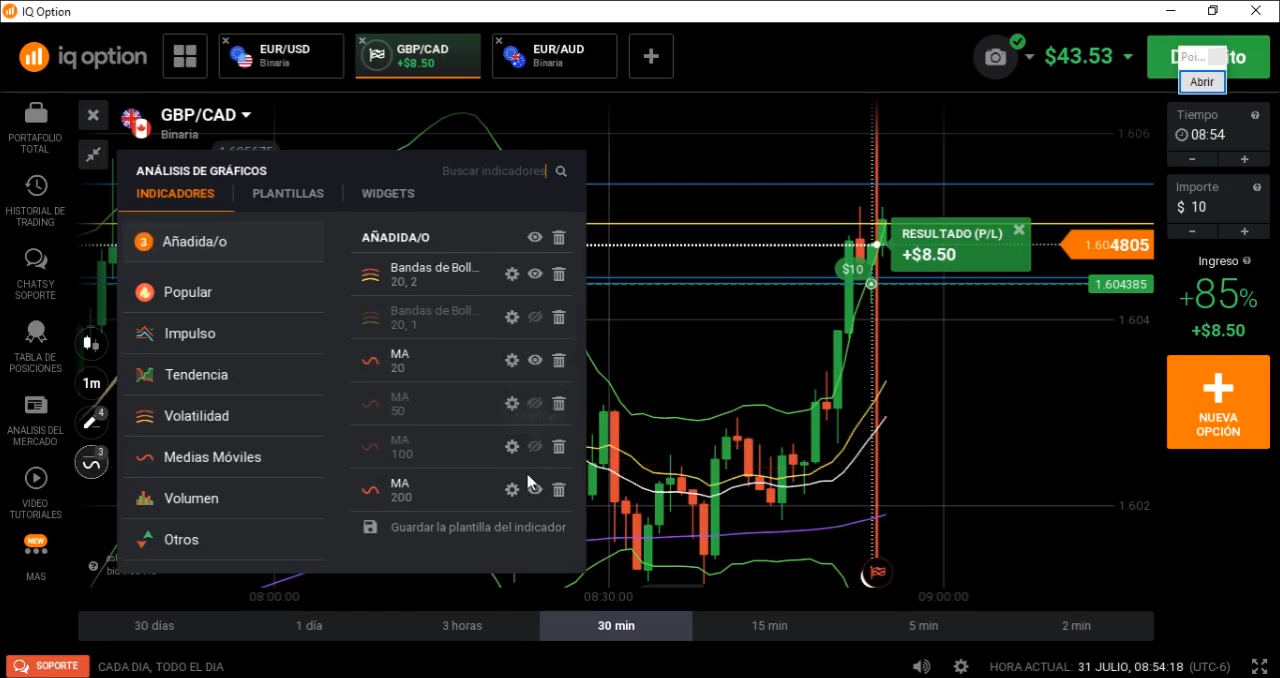 IQ Option
iq option
EUR/USD
Binaria
GBP/CAD
+$8.50
EUR/AUD
Binaria
$43.53
Poi...
Abrir
PORTAFOLIO
TOTAL
HISTORIAL DE
TRADING
CHATS Y
SOPORTE
TABLA DE
POSICIONES
ANÁLISIS DEL
MERCADO
VIDEO
TUTORIALES
NEW
MAS
GBP/CAD
Binaria
1m
4
3
ANÁLISIS DE GRÁFICOS
Buscar indicadores
INDICADORES
PLANTILLAS
WIDGETS
3 Añadida/o
Popular
Impulso
Tendencia
Volatilidad
Medias Móviles
Volumen
Otros
AÑADIDA/O
Bandas de Boll...
20, 2
Bandas de Boll...
20, 1
MA
20
MA
50
MA
100
MA
200
Guardar la plantilla del indicador
RESULTADO (P/L)
+$8.50
$10
1.606
1.604805
1.604385
1.604
1.602
08:00:00
08:30:00
09:00:00
30 días
1 día
3 horas
30 min
15 min
5 min
2 min
Tiempo
08:54
Importe
$ 10
Ingreso
+85%
+$8.50
NUEVA
OPCIÓN
SOPORTE
CADA DIA, TODO EL DIA
HORA ACTUAL: 31 JULIO, 08:54:18 (UTC-6)